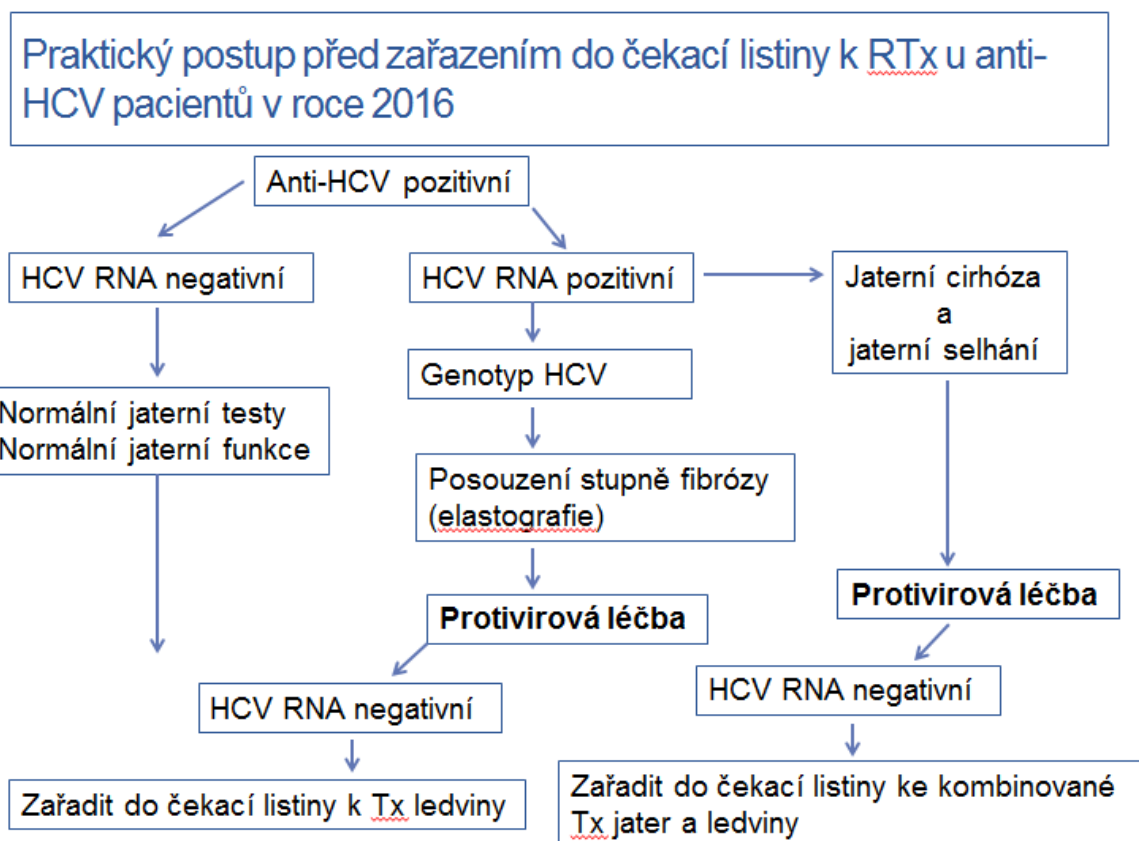 Praktický postup před zařazením do čekací listiny k RTx u anti-
HCV pacientů v roce 2016
Anti-HCV pozitivní
HCV RNA negativní
HCV RNA pozitivní
Jaterní cirhóza
a
jaterní selhání
Genotyp HCV
Normální jaterní testy
Normální jaterní funkce
Posouzení stupně fibrózy
(elastografie)
Protivirová léčba
Protivirová léčba
HCV RNA negativní
HCV RNA negativní
Zařadit do čekací listiny k Tx ledviny
Zařadit do čekací listiny ke kombinované
Tx jater a ledviny